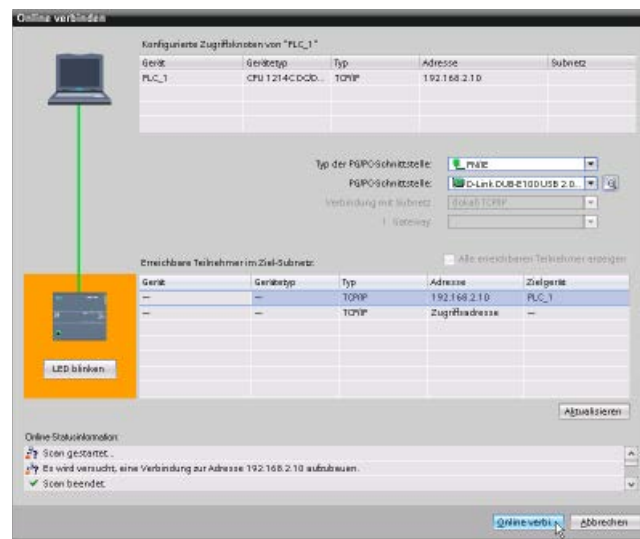 Online verbinden
Konfigurierte Zugriffsknoten von "PLC_1"
Gerät Gerätetyp Typ Adresse Subnetz
PLC_1 CPU 1214C DC/D... TCP/IP 192.168.2.10
Typ der PG/PC-Schnittstelle: PN/IE
PG/PC-Schnittstelle: D-Link DUB-E100 USB 2.0...
Verbindung mit Subnetz: (lokal) TCP/IP
1. Gateway:
Erreichbare Teilnehmer im Ziel-Subnetz:
Alle erreichbaren Teilnehmer anzeigen
Gerät Gerätetyp Typ Adresse Zielgerät
— — TCP/IP 192.168.2.10 PLC_1
— — TCP/IP Zugriffsadresse —
LED blinken
Aktualisieren
Online-Statusinformation:
Scan gestartet...
Es wird versucht, eine Verbindung zur Adresse 192.168.2.10 aufzubauen.
Scan beendet.
Online verbi...
Abbrechen